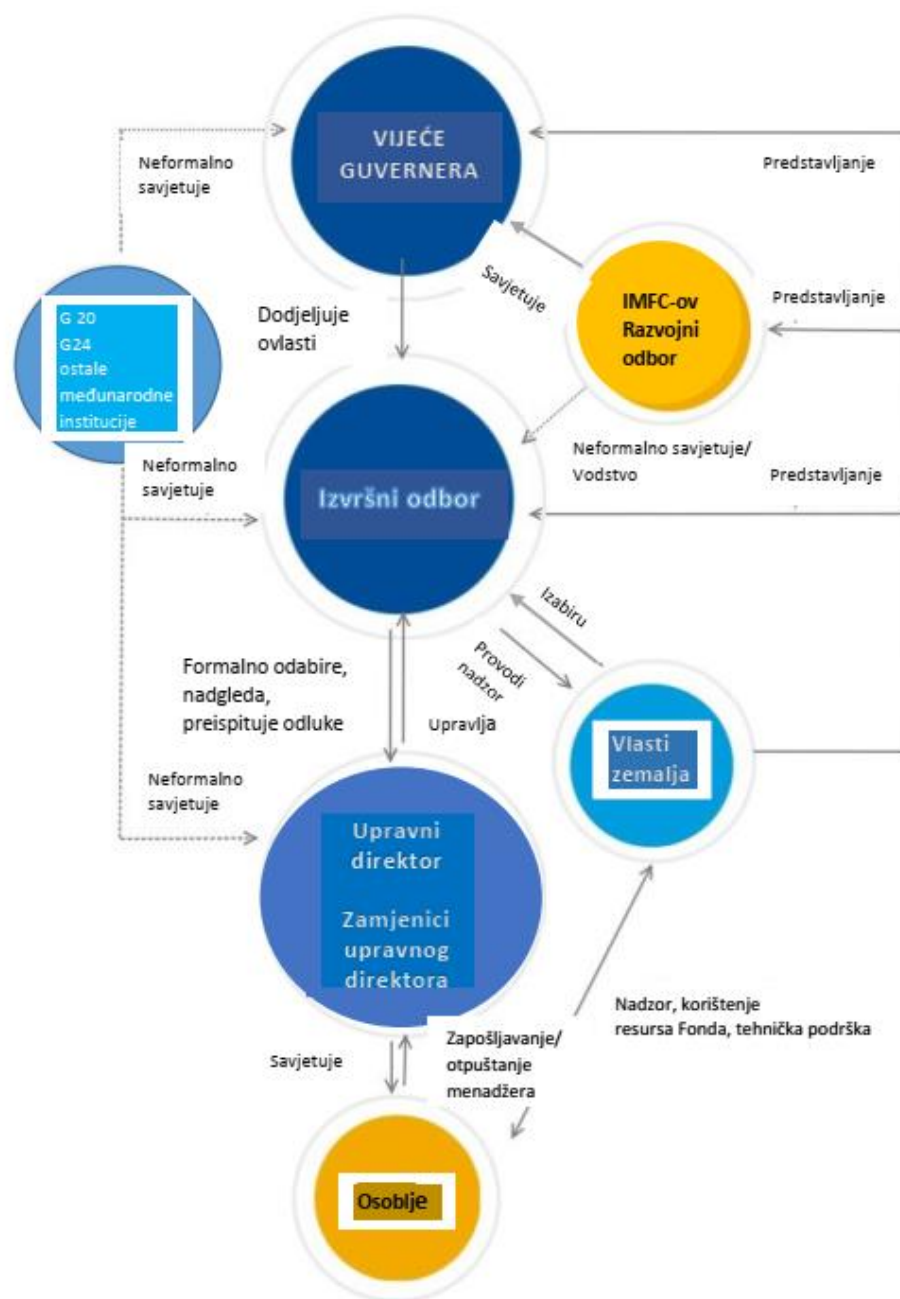 VIJEĆE
GUVERNERA
Neformalno
savjetuje
Predstavljanje
Savjetuje
IMFC-ov
Razvojni
odbor
Predstavljanje
G 20
G24
ostale
međunarodne
institucije
Dodjeljuje
ovlasti
Neformalno
savjetuje
Izvršni odbor
Neformalno savjetuje/
Vodstvo
Predstavljanje
Izabiru
Provodi
nadzor
Formalno odabire,
nadgleda,
preispituje odluke
Upravlja
Vlasti
zemalja
Neformalno
savjetuje
Upravni
direktor
Zamjenici
upravnog
direktora
Nadzor, korištenje
resursa Fonda, tehnička podrška
Savjetuje
Zapošljavanje/
otpuštanje
menadžera
Osoblje